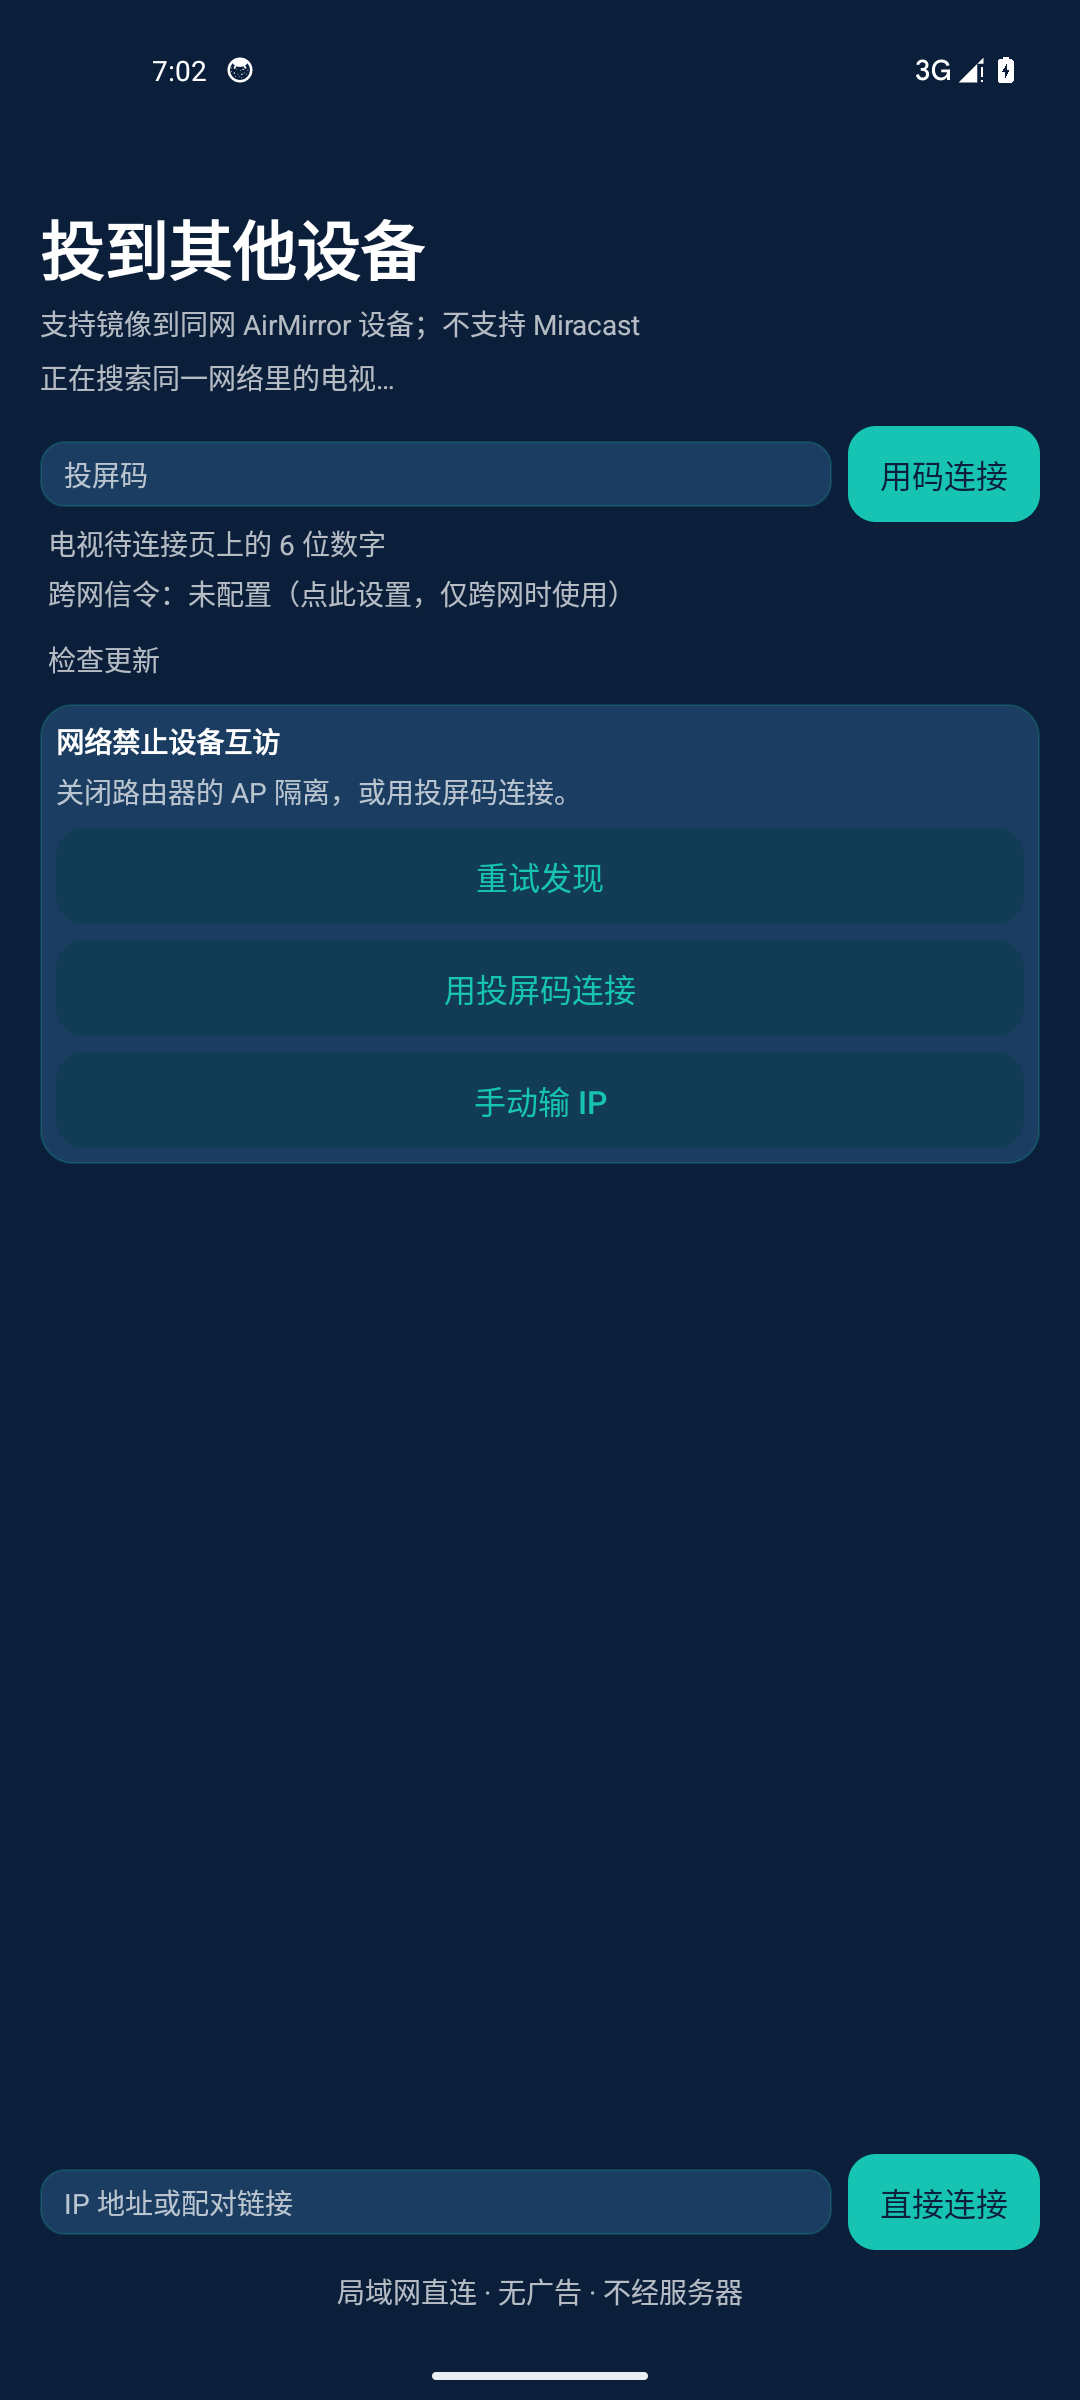 7:02
3G
投到其他设备
支持镜像到同网 AirMirror 设备；不支持 Miracast
正在搜索同一网络里的电视…
投屏码
用码连接
电视待连接页上的 6 位数字
跨网信令：未配置（点此设置，仅跨网时使用）
检查更新
网络禁止设备互访
关闭路由器的 AP 隔离，或用投屏码连接。
重试发现
用投屏码连接
手动输 IP
IP 地址或配对链接
直接连接
局域网直连 · 无广告 · 不经服务器